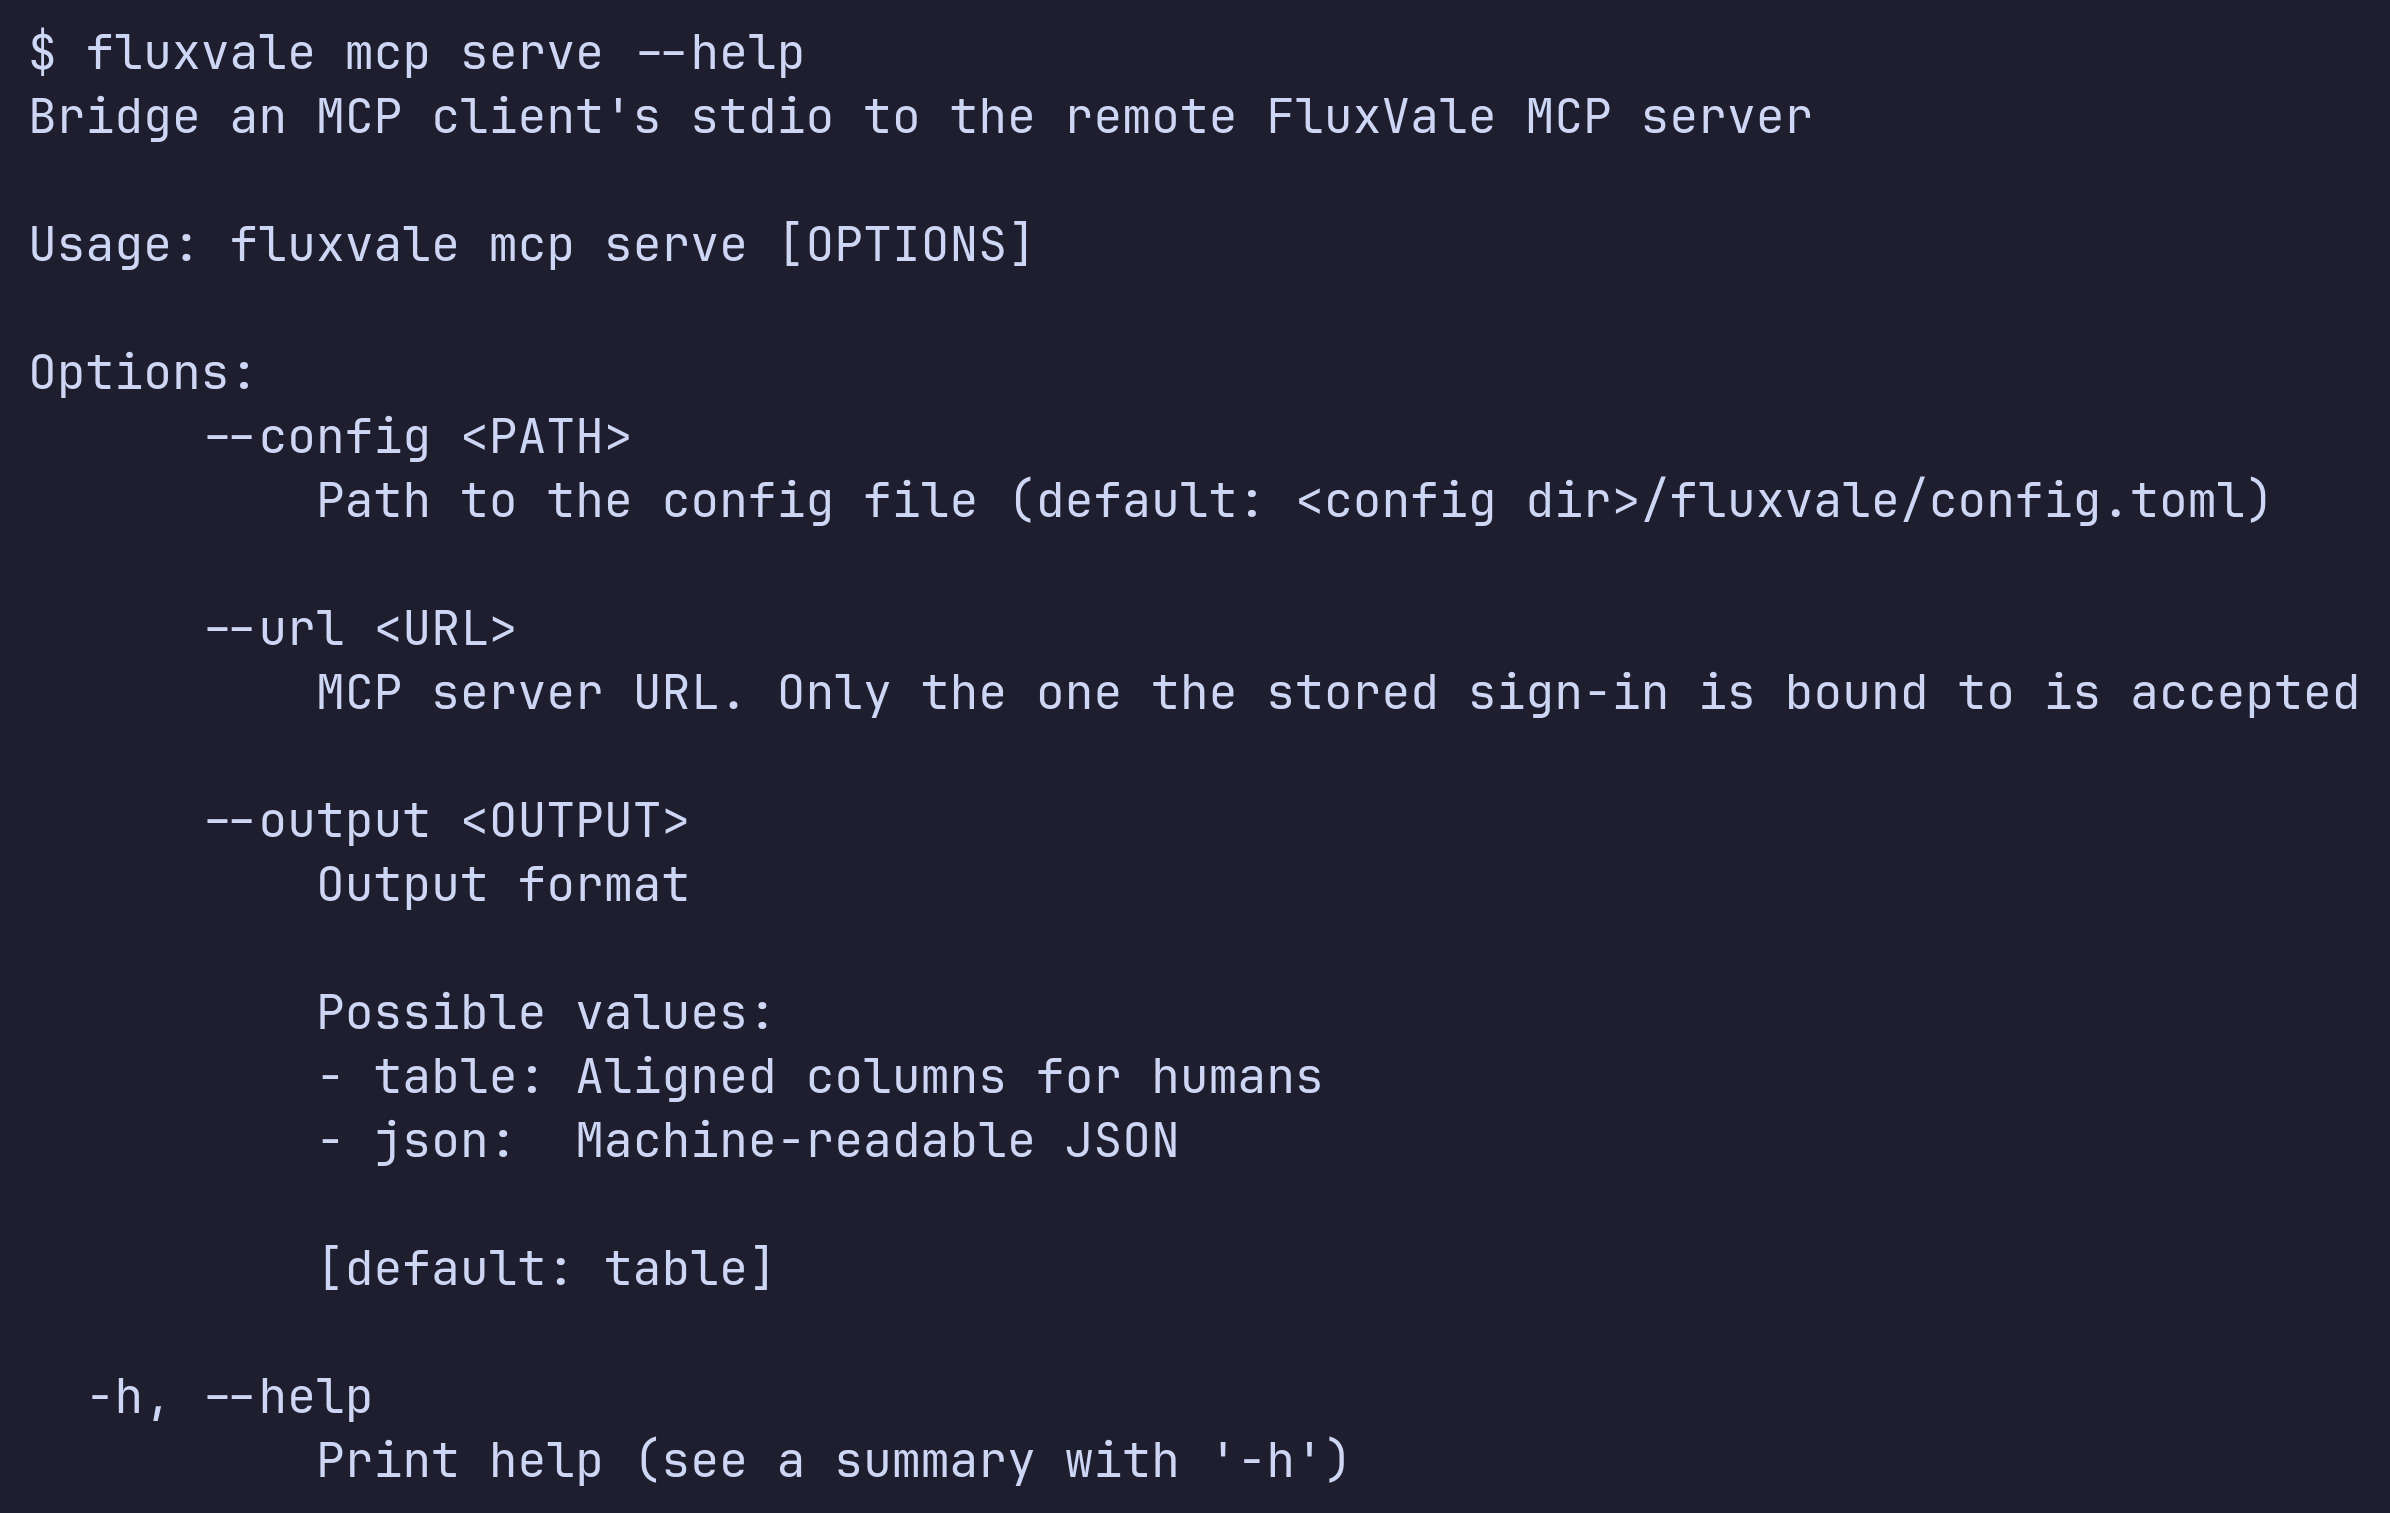 $ fluxvale mcp serve --help
Bridge an MCP client's stdio to the remote FluxVale MCP server

Usage: fluxvale mcp serve [OPTIONS]

Options:
      --config <PATH>
          Path to the config file (default: <config dir>/fluxvale/config.toml)

      --url <URL>
          MCP server URL. Only the one the stored sign-in is bound to is accepted

      --output <OUTPUT>
          Output format

          Possible values:
          - table: Aligned columns for humans
          - json:  Machine-readable JSON

          [default: table]

  -h, --help
          Print help (see a summary with '-h')